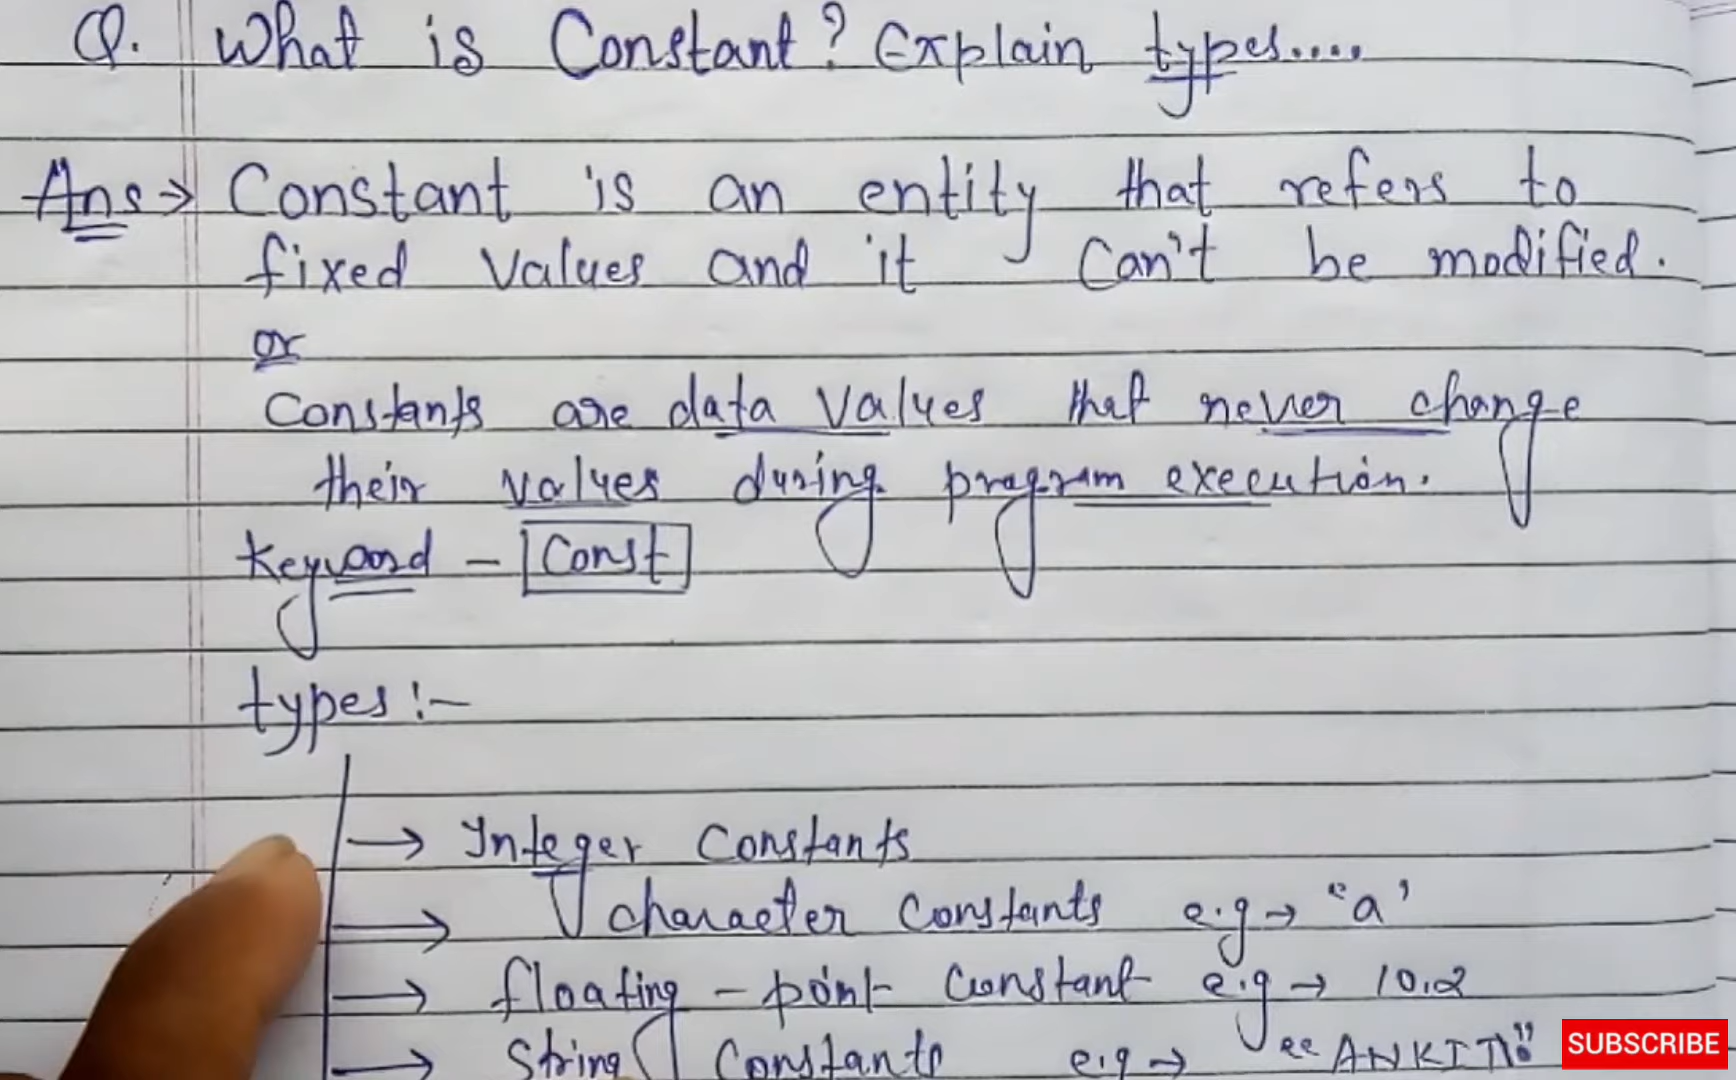 Q. What is Constant? Explain types....
Ans → Constant is an entity that refers to
fixed values and it can't be modified.
or
Constants are data values that never change
their values during program execution.
Keyword - Const
types :-
→ Integer Constants
→ character Constants e.g → "a'
→ floating - point Constant e.g → 10.2
→ String Constants e.g → "ANKIT"
SUBSCRIBE